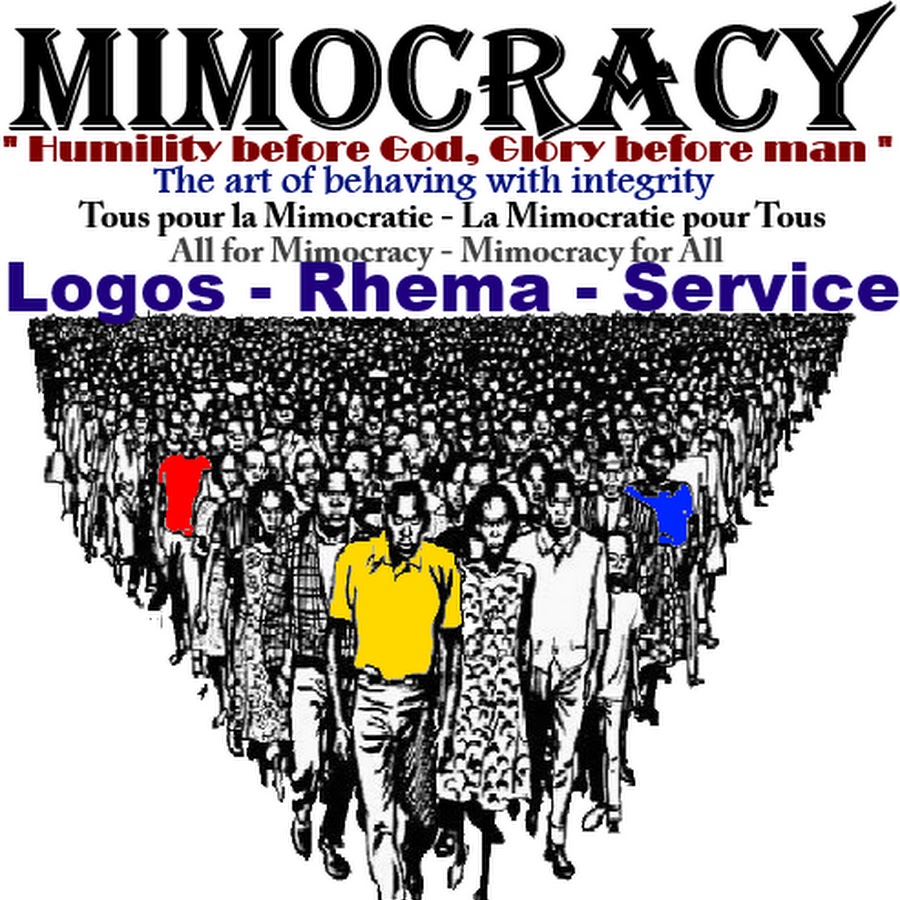 MIMOCRACY
" Humility before God, Glory before man "
The art of behaving with integrity
Tous pour la Mimocratie - La Mimocratie pour Tous
All for Mimocracy - Mimocracy for All
Logos - Rhema - Service